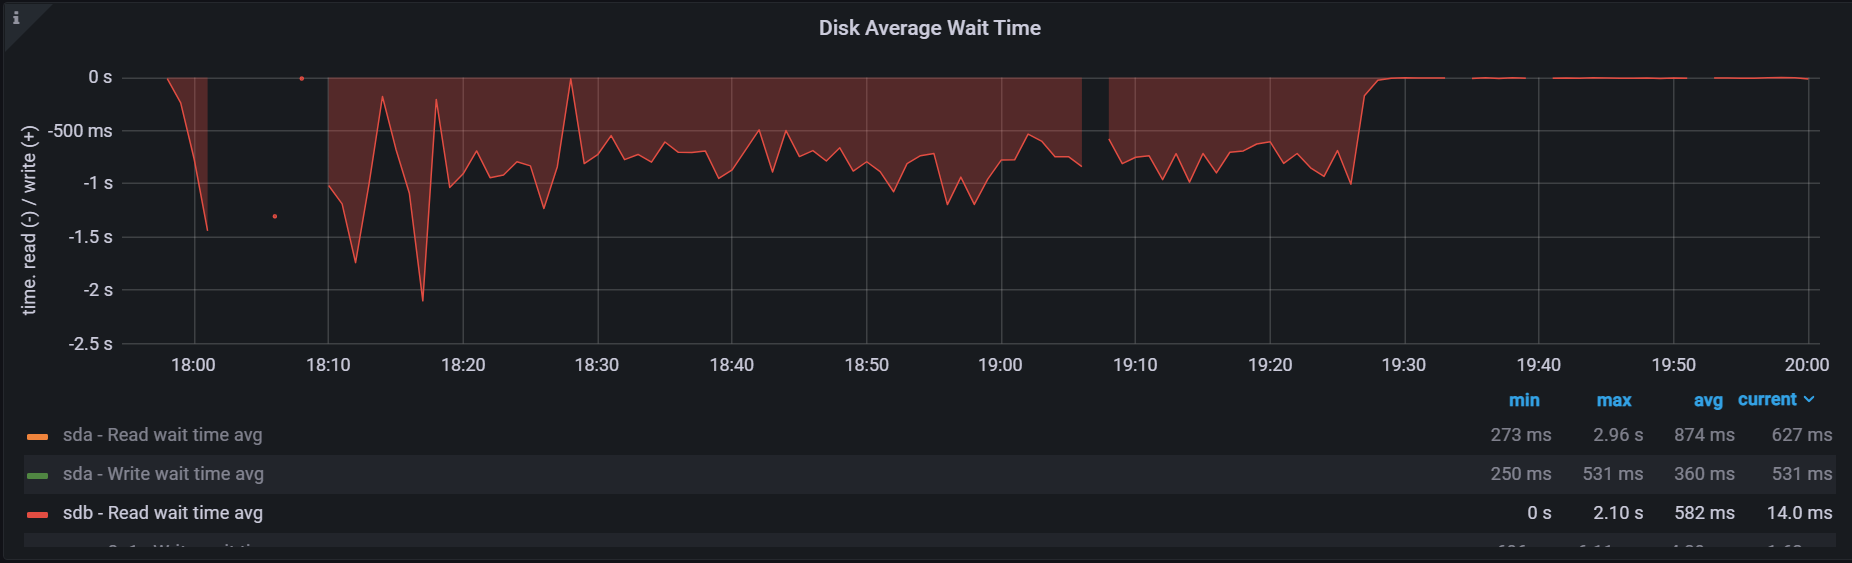 Disk Average Wait Time
time. read (-) / write (+)
0 s
-500 ms
-1 s
-1.5 s
-2 s
-2.5 s
18:00 18:10 18:20 18:30 18:40 18:50 19:00 19:10 19:20 19:30 19:40 19:50 20:00
min max avg current
sda - Read wait time avg 273 ms 2.96 s 874 ms 627 ms
sda - Write wait time avg 250 ms 531 ms 360 ms 531 ms
sdb - Read wait time avg 0 s 2.10 s 582 ms 14.0 ms